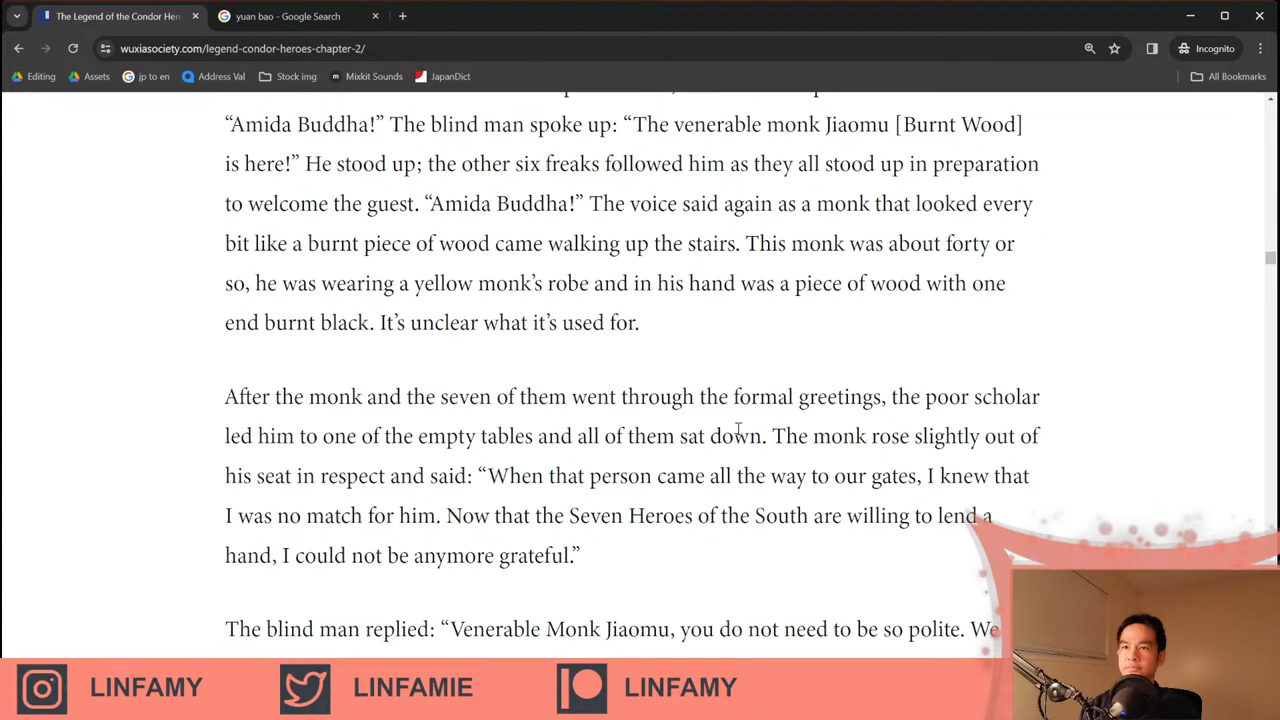 The Legend of the Condor Her
yuan bao - Google Search
wuxiasociety.com/legend-condor-heroes-chapter-2/
Incognito
Editing
Assets
jp to en
Address Val
Stock img
Mixkit Sounds
JapanDict
All Bookmarks
“Amida Buddha!” The blind man spoke up: “The venerable monk Jiaomu [Burnt Wood]
is here!” He stood up; the other six freaks followed him as they all stood up in preparation
to welcome the guest. “Amida Buddha!” The voice said again as a monk that looked every
bit like a burnt piece of wood came walking up the stairs. This monk was about forty or
so, he was wearing a yellow monk’s robe and in his hand was a piece of wood with one
end burnt black. It’s unclear what it’s used for.
After the monk and the seven of them went through the formal greetings, the poor scholar
led him to one of the empty tables and all of them sat down. The monk rose slightly out of
his seat in respect and said: “When that person came all the way to our gates, I knew that
I was no match for him. Now that the Seven Heroes of the South are willing to lend a
hand, I could not be anymore grateful.”
The blind man replied: “Venerable Monk Jiaomu, you do not need to be so polite. We
LINFAMY
LINFAMIE
LINFAMY